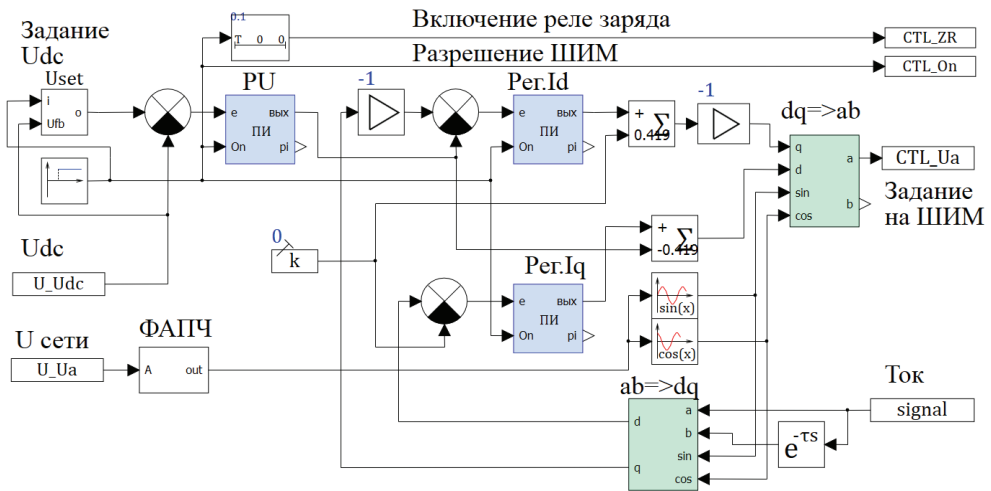 Задание
Udc
Uset
i
o
Ufb
0.1
T 0 0
Включение реле заряда
CTL_ZR
Разрешение ШИМ
CTL_On
PU
e
вых
ПИ
On
pi
-1
Рег.Id
e
вых
ПИ
On
pi
+
0.419
Σ
-1
dq=>ab
q
a
d
sin
b
cos
CTL_Ua
Задание
на ШИМ
Udc
U_Udc
0
k
+
-0.419
Σ
Рег.Iq
e
вых
ПИ
On
pi
sin(x)
cos(x)
U сети
U_Ua
ФАПЧ
A
out
ab=>dq
a
d
b
sin
q
cos
Ток
signal
e-τs